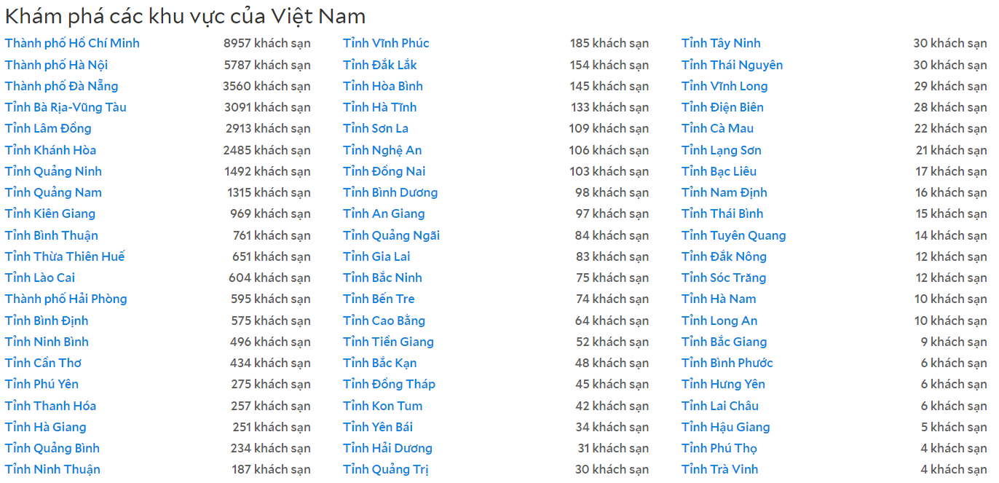 Khám phá các khu vực của Việt Nam
Thành phố Hồ Chí Minh 8957 khách sạn
Thành phố Hà Nội 5787 khách sạn
Thành phố Đà Nẵng 3560 khách sạn
Tỉnh Bà Rịa-Vũng Tàu 3091 khách sạn
Tỉnh Lâm Đồng 2913 khách sạn
Tỉnh Khánh Hòa 2485 khách sạn
Tỉnh Quảng Ninh 1492 khách sạn
Tỉnh Quảng Nam 1315 khách sạn
Tỉnh Kiên Giang 969 khách sạn
Tỉnh Bình Thuận 761 khách sạn
Tỉnh Thừa Thiên Huế 651 khách sạn
Tỉnh Lào Cai 604 khách sạn
Thành phố Hải Phòng 595 khách sạn
Tỉnh Bình Định 575 khách sạn
Tỉnh Ninh Bình 496 khách sạn
Tỉnh Cần Thơ 434 khách sạn
Tỉnh Phú Yên 275 khách sạn
Tỉnh Thanh Hóa 257 khách sạn
Tỉnh Hà Giang 251 khách sạn
Tỉnh Quảng Bình 234 khách sạn
Tỉnh Ninh Thuận 187 khách sạn
Tỉnh Vĩnh Phúc 185 khách sạn
Tỉnh Đắk Lắk 154 khách sạn
Tỉnh Hòa Bình 145 khách sạn
Tỉnh Hà Tĩnh 133 khách sạn
Tỉnh Sơn La 109 khách sạn
Tỉnh Nghệ An 106 khách sạn
Tỉnh Đồng Nai 103 khách sạn
Tỉnh Bình Dương 98 khách sạn
Tỉnh An Giang 97 khách sạn
Tỉnh Quảng Ngãi 84 khách sạn
Tỉnh Gia Lai 83 khách sạn
Tỉnh Bắc Ninh 75 khách sạn
Tỉnh Bến Tre 74 khách sạn
Tỉnh Cao Bằng 64 khách sạn
Tỉnh Tiền Giang 52 khách sạn
Tỉnh Bắc Kạn 48 khách sạn
Tỉnh Đồng Tháp 45 khách sạn
Tỉnh Kon Tum 42 khách sạn
Tỉnh Yên Bái 34 khách sạn
Tỉnh Hải Dương 31 khách sạn
Tỉnh Quảng Trị 30 khách sạn
Tỉnh Tây Ninh 30 khách sạn
Tỉnh Thái Nguyên 30 khách sạn
Tỉnh Vĩnh Long 29 khách sạn
Tỉnh Điện Biên 28 khách sạn
Tỉnh Cà Mau 22 khách sạn
Tỉnh Lạng Sơn 21 khách sạn
Tỉnh Bạc Liêu 17 khách sạn
Tỉnh Nam Định 16 khách sạn
Tỉnh Thái Bình 15 khách sạn
Tỉnh Tuyên Quang 14 khách sạn
Tỉnh Đắk Nông 12 khách sạn
Tỉnh Sóc Trăng 12 khách sạn
Tỉnh Hà Nam 10 khách sạn
Tỉnh Long An 10 khách sạn
Tỉnh Bắc Giang 9 khách sạn
Tỉnh Bình Phước 6 khách sạn
Tỉnh Hưng Yên 6 khách sạn
Tỉnh Lai Châu 6 khách sạn
Tỉnh Hậu Giang 5 khách sạn
Tỉnh Phú Thọ 4 khách sạn
Tỉnh Trà Vinh 4 khách sạn